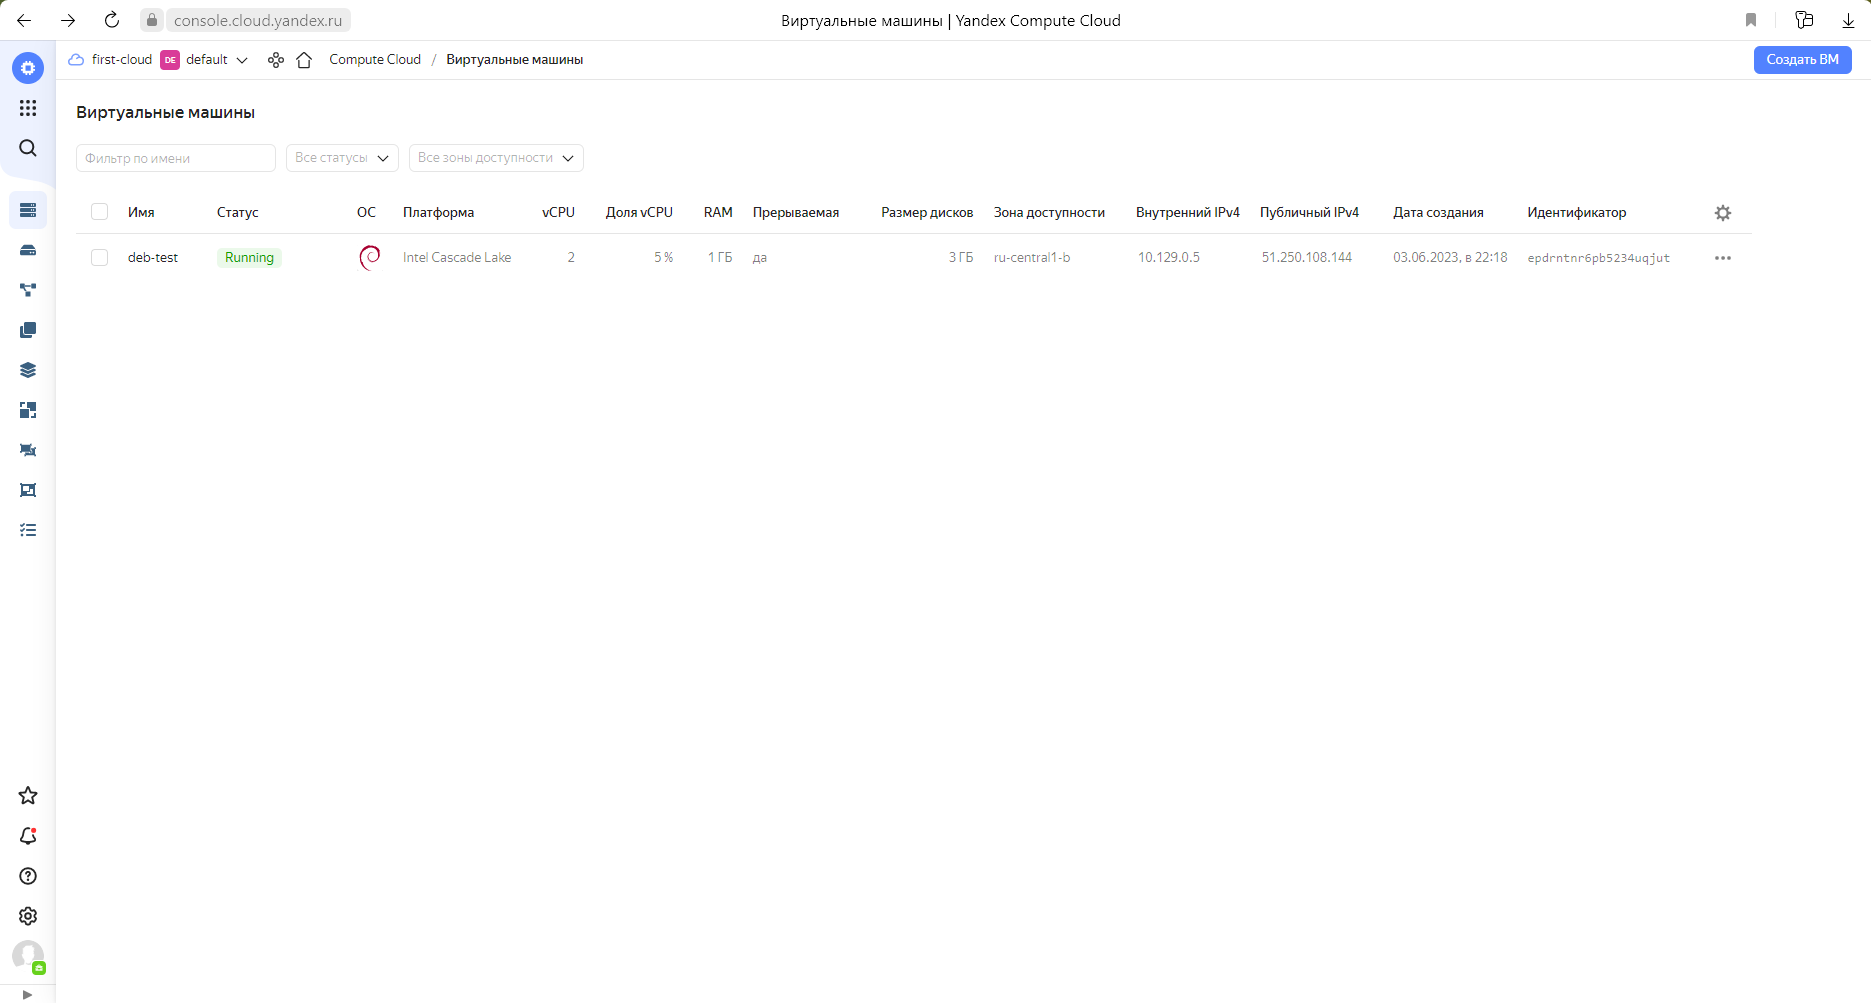 console.cloud.yandex.ru Виртуальные машины | Yandex Compute Cloud
first-cloud DE default Compute Cloud / Виртуальные машины Создать ВМ
Виртуальные машины
Фильтр по имени Все статусы Все зоны доступности
Имя Статус ОС Платформа vCPU Доля vCPU RAM Прерываемая Размер дисков Зона доступности Внутренний IPv4 Публичный IPv4 Дата создания Идентификатор
deb-test Running Intel Cascade Lake 2 5 % 1 ГБ да 3 ГБ ru-central1-b 10.129.0.5 51.250.108.144 03.06.2023, в 22:18 epdrntnr6pb5234uqjut